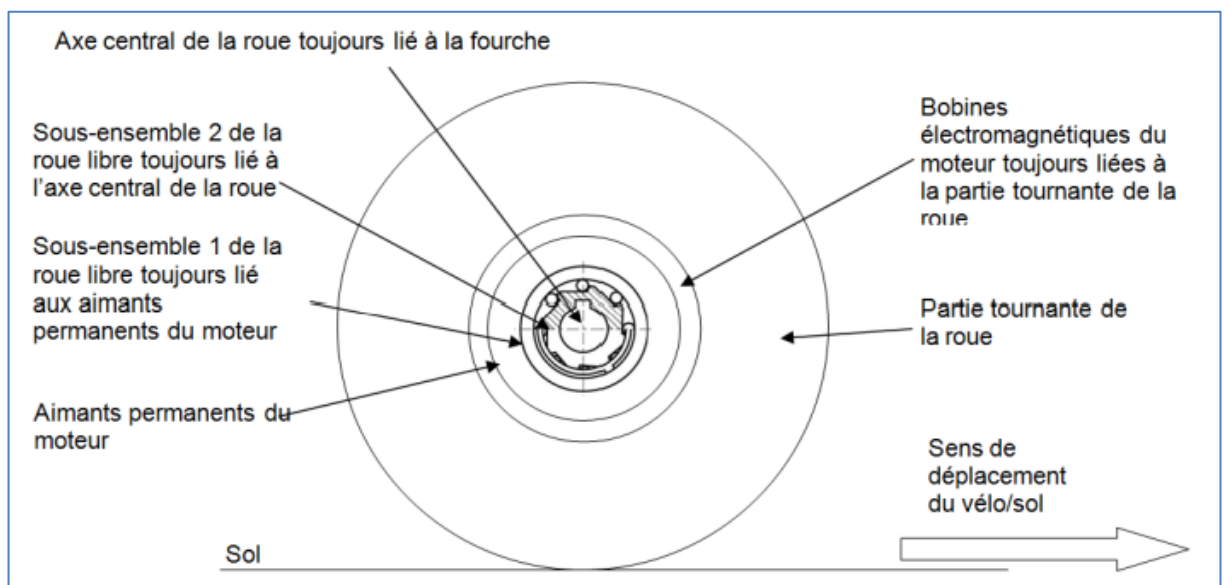 Axe central de la roue toujours lié à la fourche
Sous-ensemble 2 de la
roue libre toujours lié à
l'axe central de la roue
Sous-ensemble 1 de la
roue libre toujours lié
aux aimants
permanents du moteur
Aimants permanents du
moteur
Bobines
électromagnétiques du
moteur toujours liées à
la partie tournante de la
roue
Partie tournante de
la roue
Sens de
déplacement
du vélo/sol
Sol